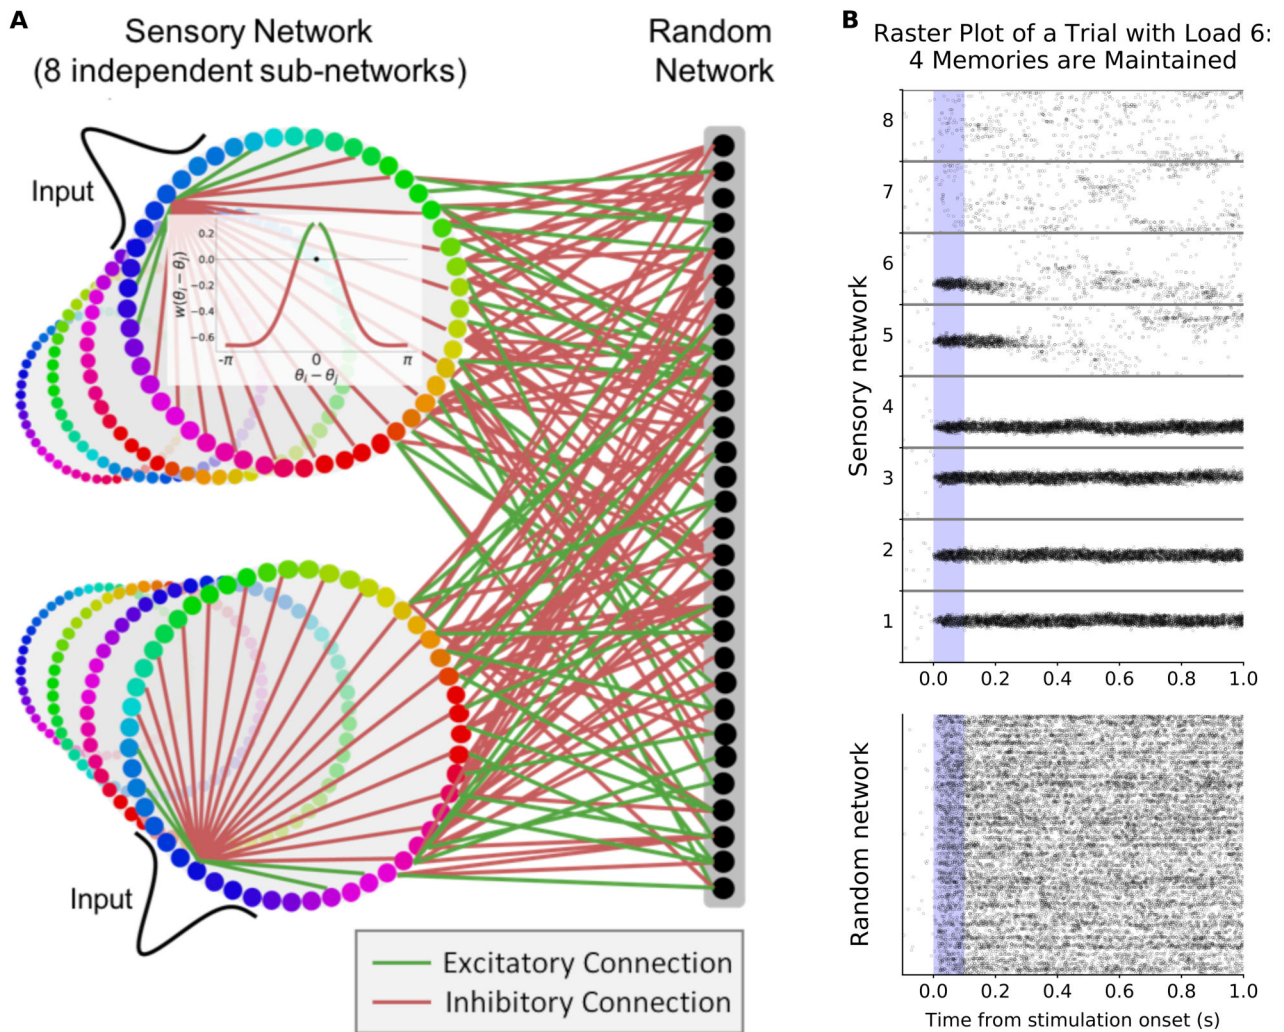 A
Sensory Network
(8 independent sub-networks)
Random
Network
Input
w(θi − θj)
0.2
0.0
−0.2
−0.4
−0.6
-π
0
π
θi − θj
Input
Excitatory Connection
Inhibitory Connection
B
Raster Plot of a Trial with Load 6:
4 Memories are Maintained
Sensory network
8
7
6
5
4
3
2
1
0.0 0.2 0.4 0.6 0.8 1.0
Random network
0.0 0.2 0.4 0.6 0.8 1.0
Time from stimulation onset (s)